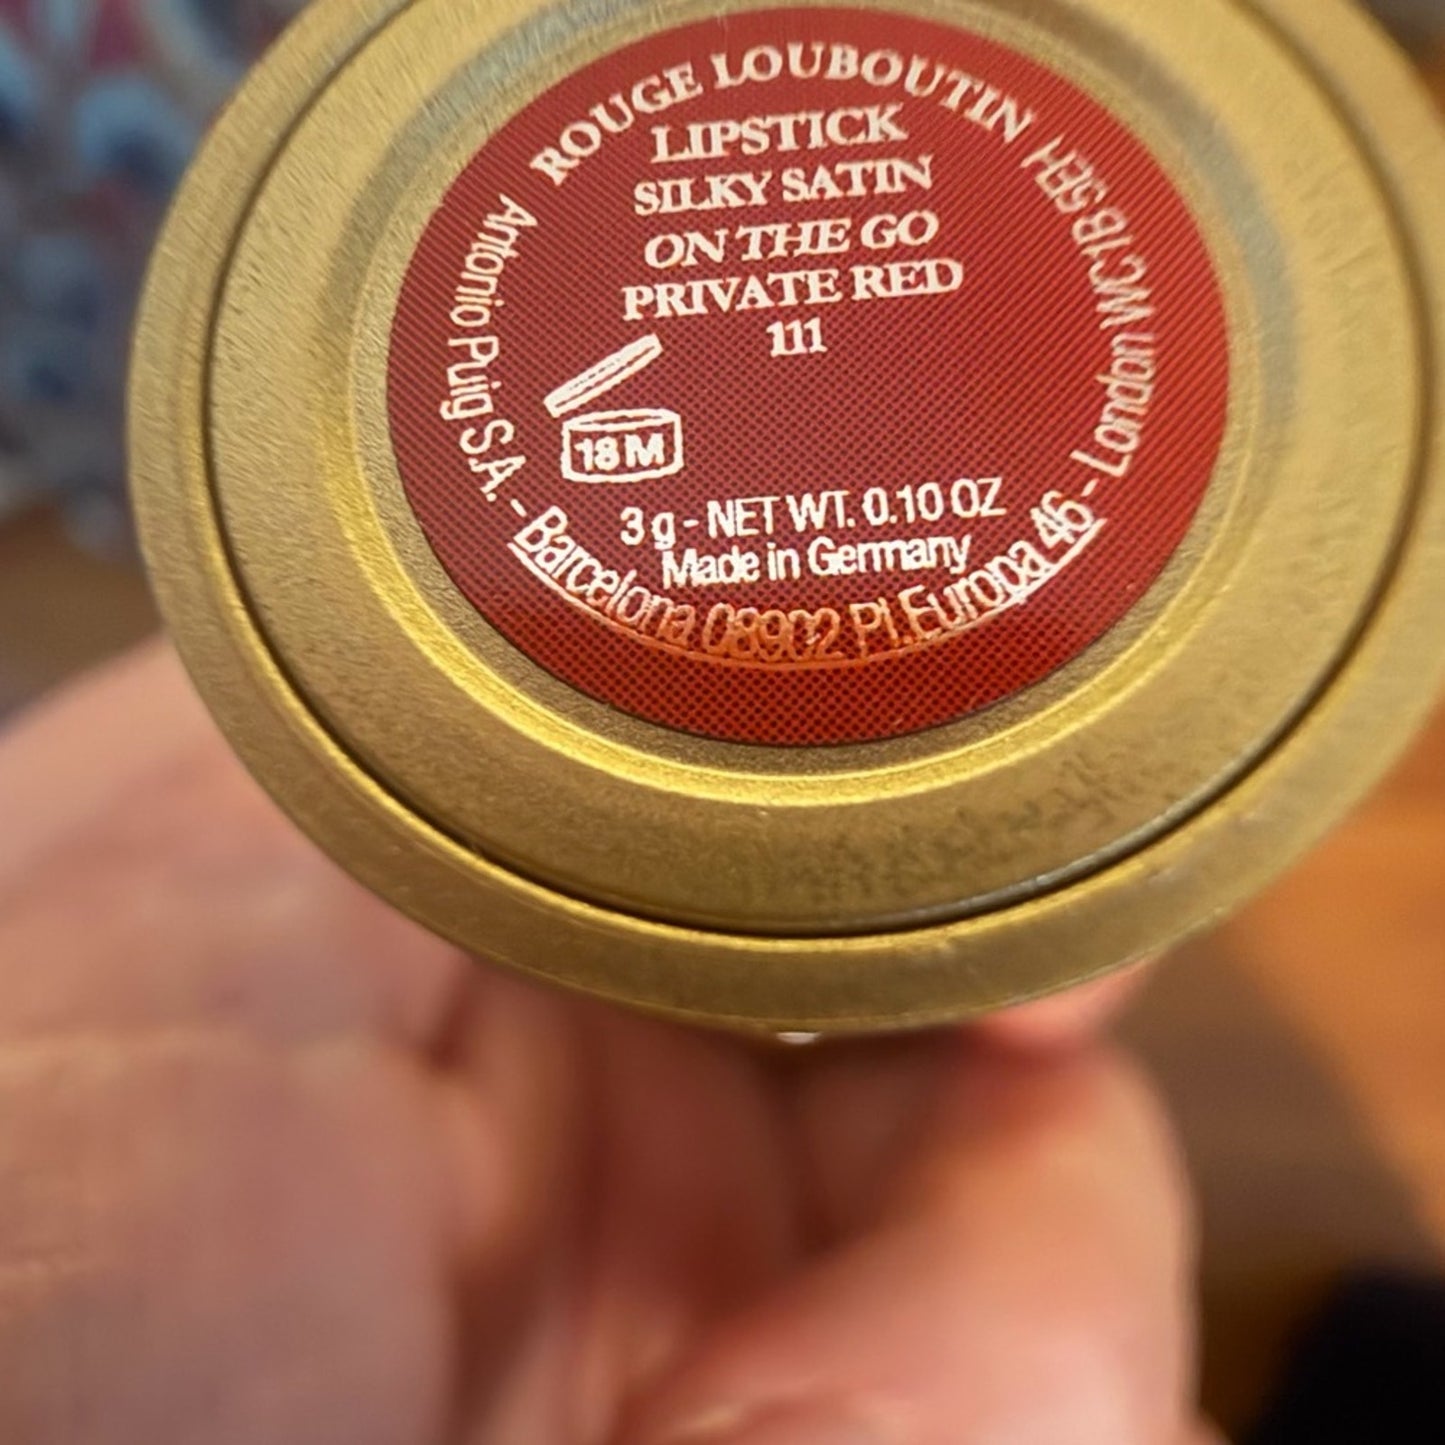 ROUGE LOUBOUTIN
LIPSTICK
SILKY SATIN
ON THE GO
PRIVATE RED
111
18 M
3 g - NET WT. 0.10 OZ
Made in Germany
Antonio Puig S.A. - Barcelona 08902 Pl. Europa 46 - London WC1B 5EH